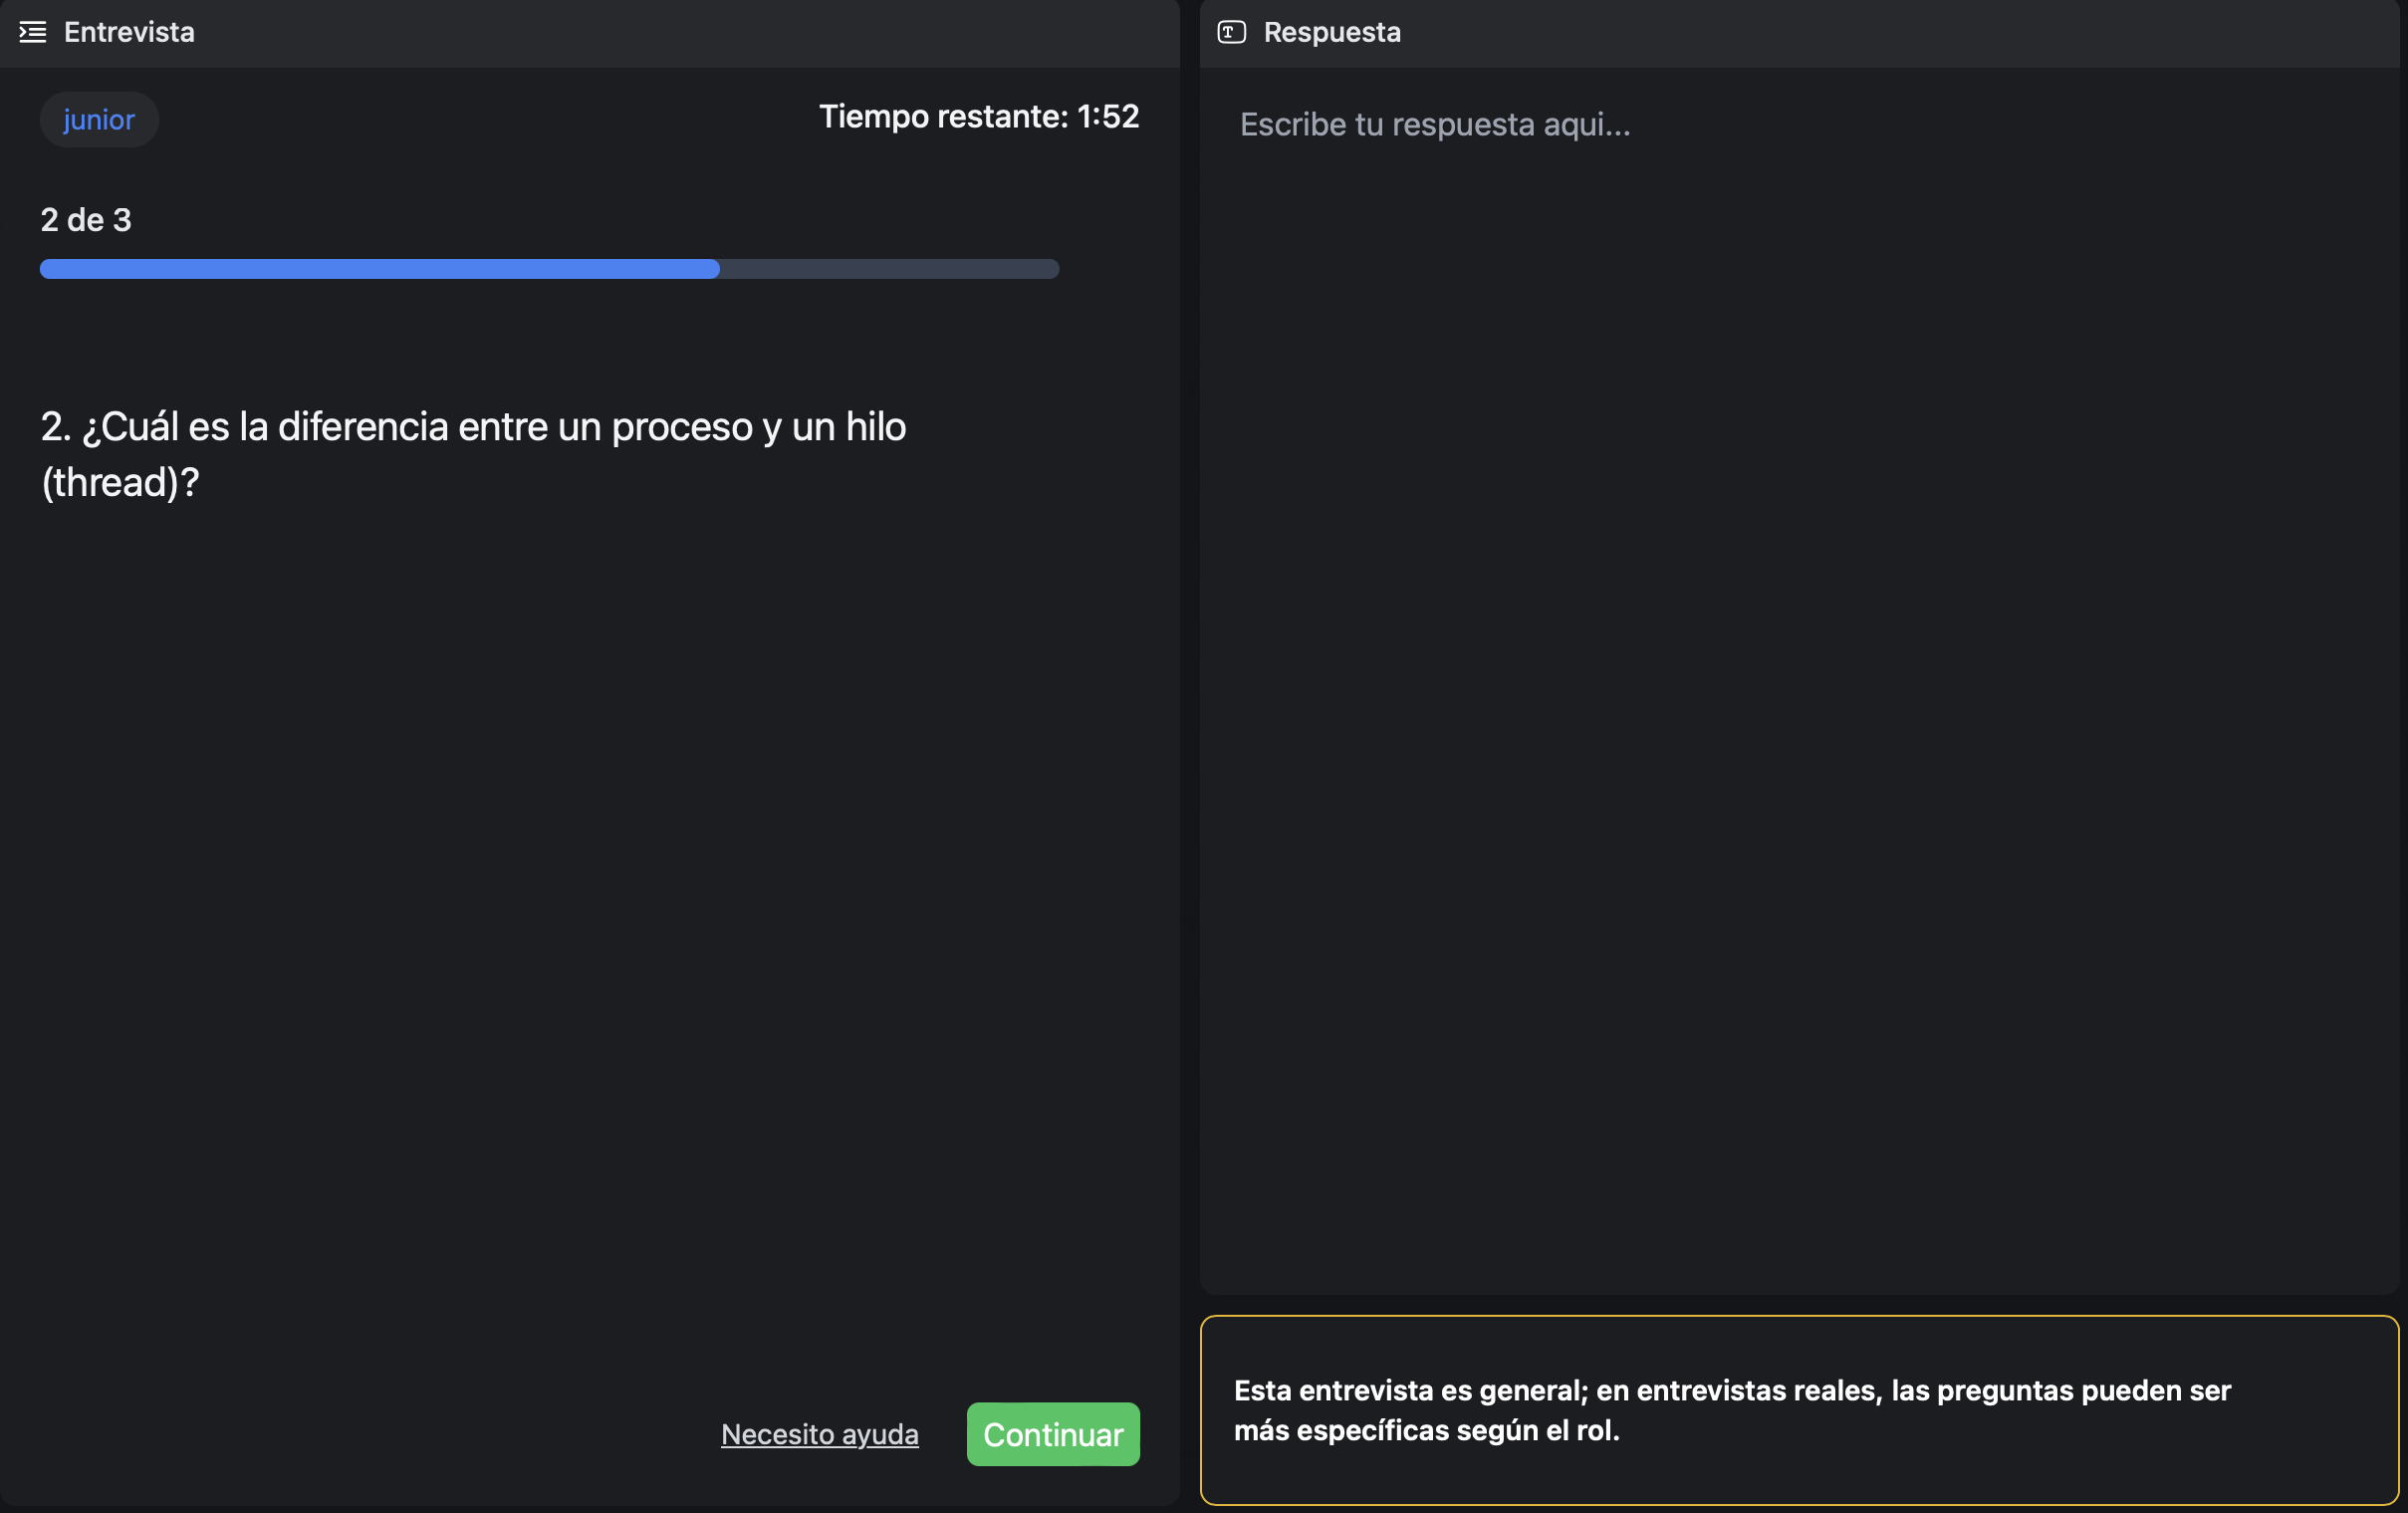 Entrevista
junior
Tiempo restante: 1:52
2 de 3
2. ¿Cuál es la diferencia entre un proceso y un hilo
(thread)?
Necesito ayuda
Continuar
Respuesta
Escribe tu respuesta aqui...
Esta entrevista es general; en entrevistas reales, las preguntas pueden ser
más específicas según el rol.